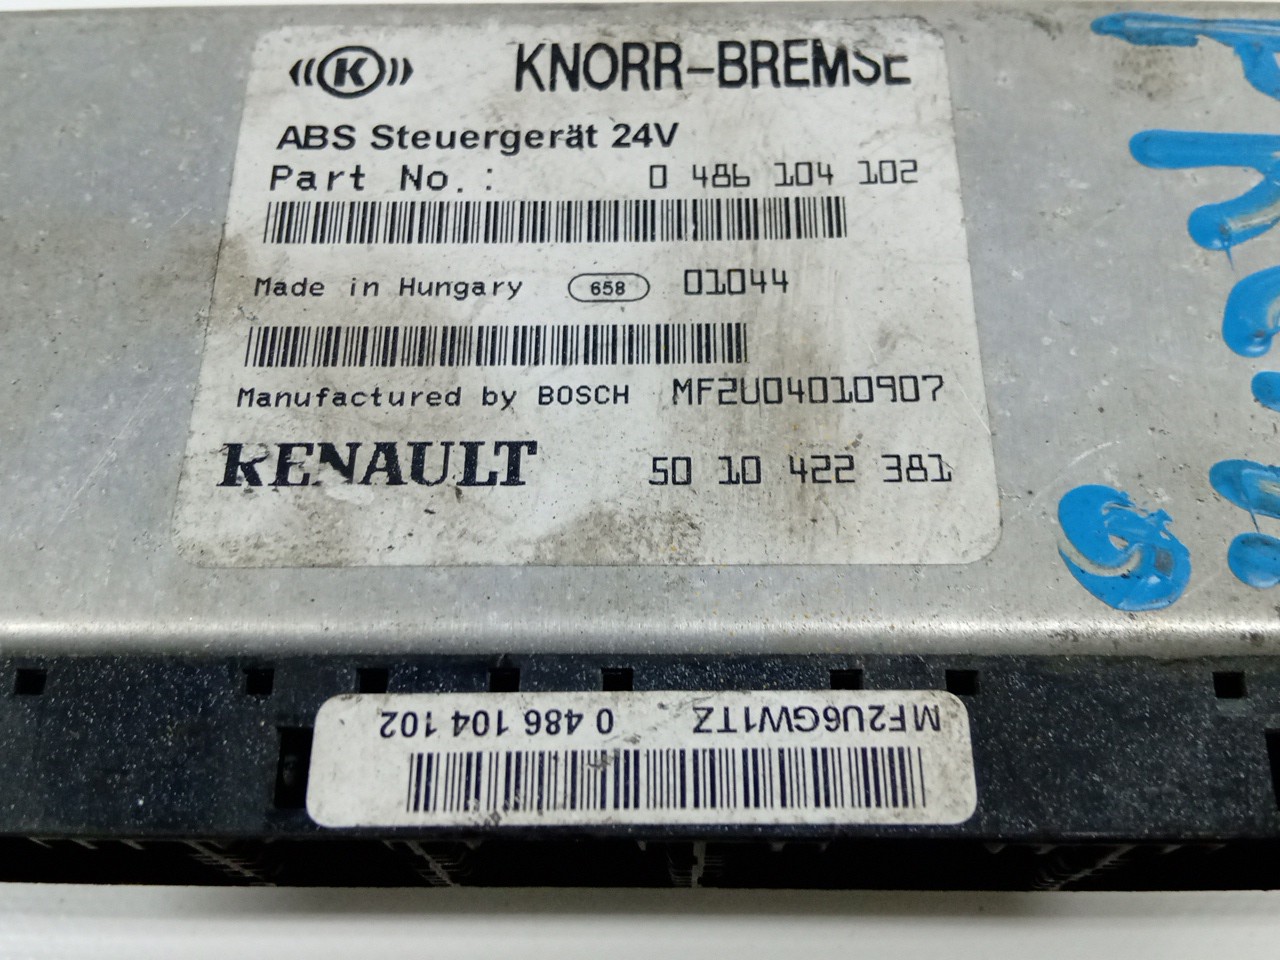 K KNORR-BREMSE
ABS Steuergerät 24V
Part No.: 0 486 104 102
Made in Hungary 658 01044
Manufactured by BOSCH MF2U04010907
RENAULT 50 10 422 381
MF2U6GW1TZ 0 486 104 102